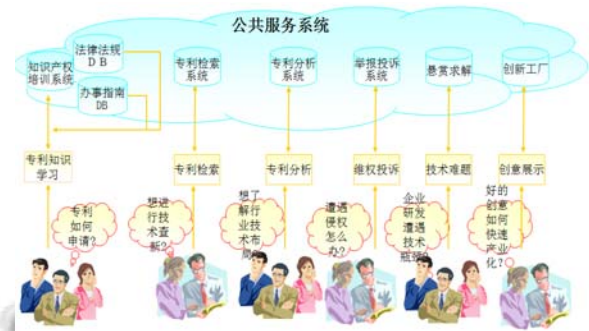 公共服务系统
知识产权
培训系统
法律法规
D B
办事指南
DB
专利检索
系统
专利分析
系统
举报投诉
系统
悬赏求解
创新工厂
专利知识
学习
专利检索
专利分析
维权投诉
技术难题
创意展示
专利
如何
申请?
想进
行技
术查
新?
想了
解行
业技
术布
局
遭遇
侵权
怎么
办?
企业
研发
遭遇
技术
瓶颈
好的
创意
如何
快速
产业
化?